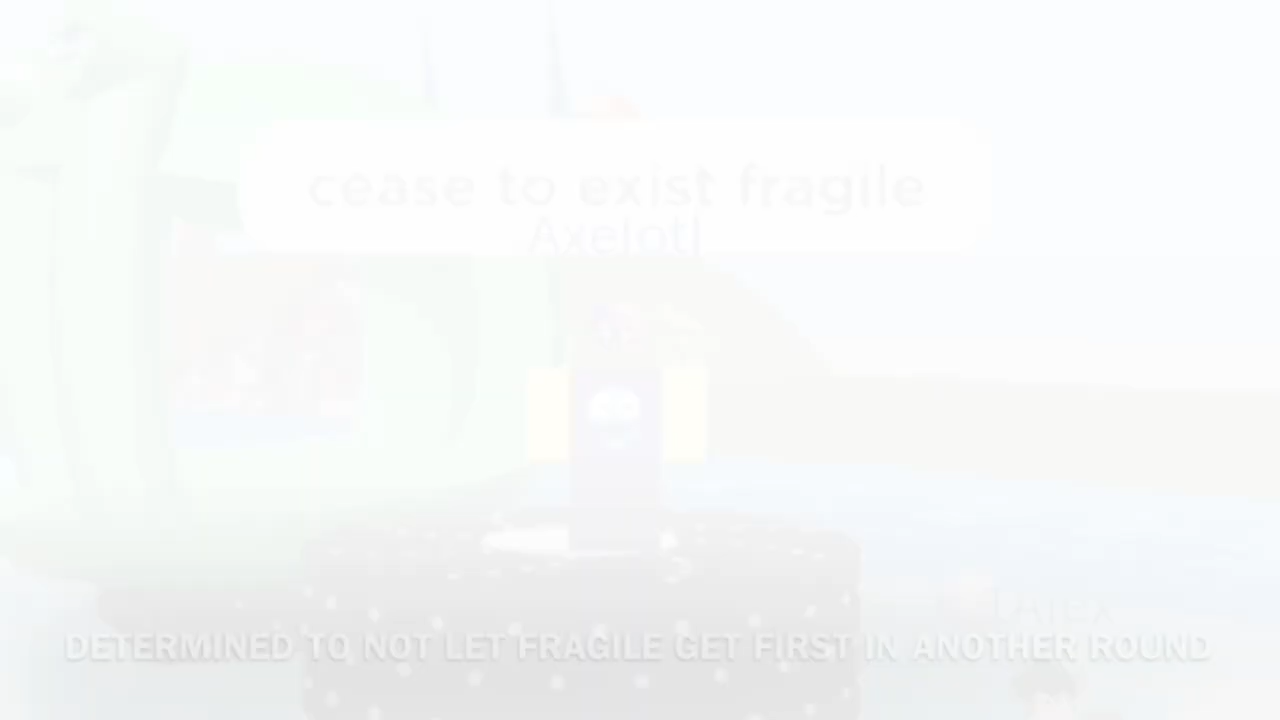 cease to exist fragile
Axelotl
DETERMINED TO NOT LET FRAGILE GET FIRST IN ANOTHER ROUND